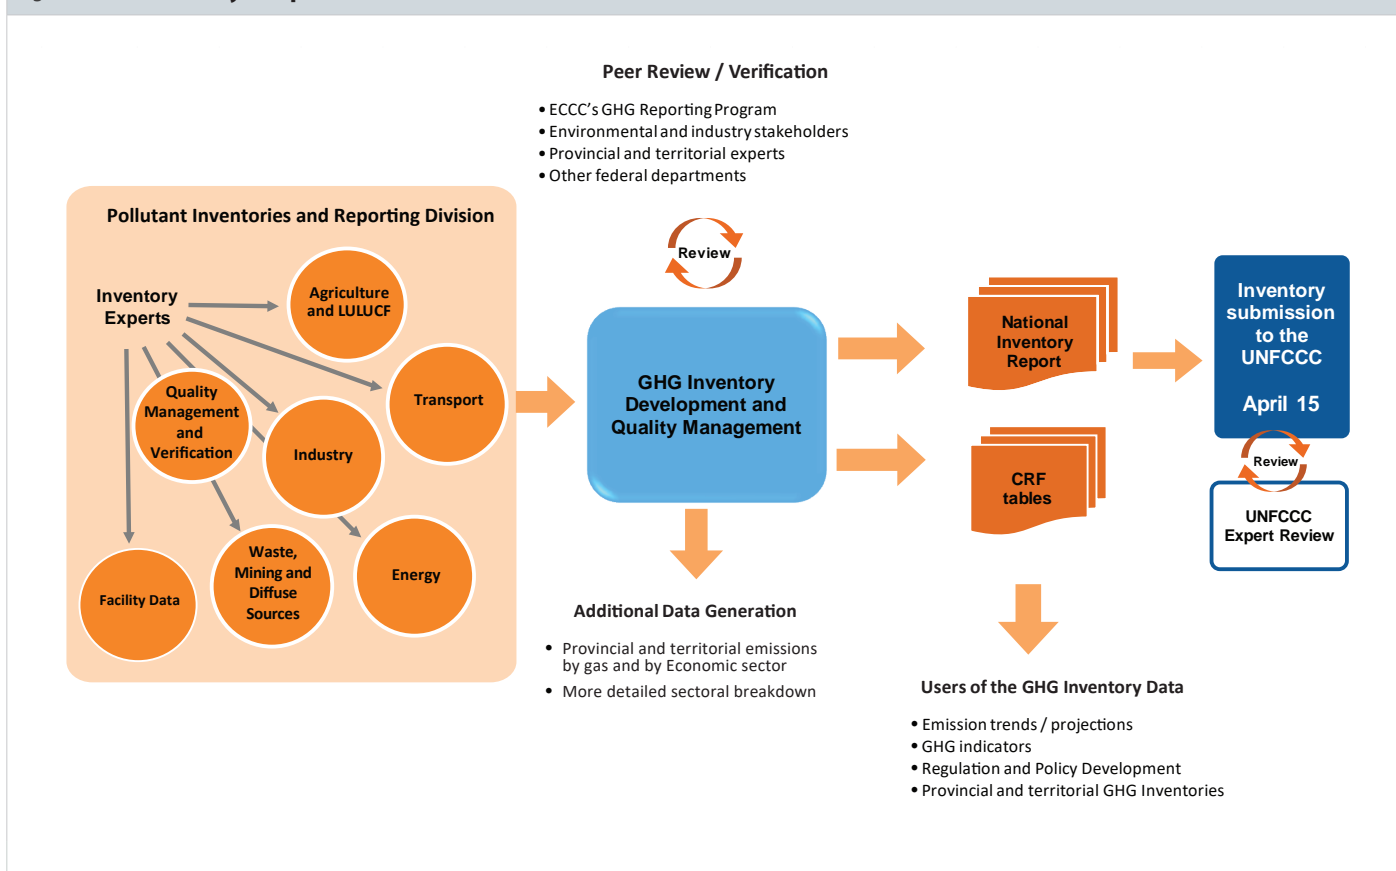 Peer Review / Verification
• ECCC's GHG Reporting Program
• Environmental and industry stakeholders
• Provincial and territorial experts
• Other federal departments
Review
Pollutant Inventories and Reporting Division
Inventory
Experts
Agriculture
and LULUCF
Transport
Quality
Management
and
Verification
Industry
Waste,
Mining and
Diffuse
Sources
Energy
Facility Data
GHG Inventory
Development and
Quality Management
National
Inventory
Report
CRF
tables
Inventory
submission
to the
UNFCCC
April 15
Review
UNFCCC
Expert Review
Additional Data Generation
• Provincial and territorial emissions
by gas and by Economic sector
• More detailed sectoral breakdown
Users of the GHG Inventory Data
• Emission trends / projections
• GHG indicators
• Regulation and Policy Development
• Provincial and territorial GHG Inventories